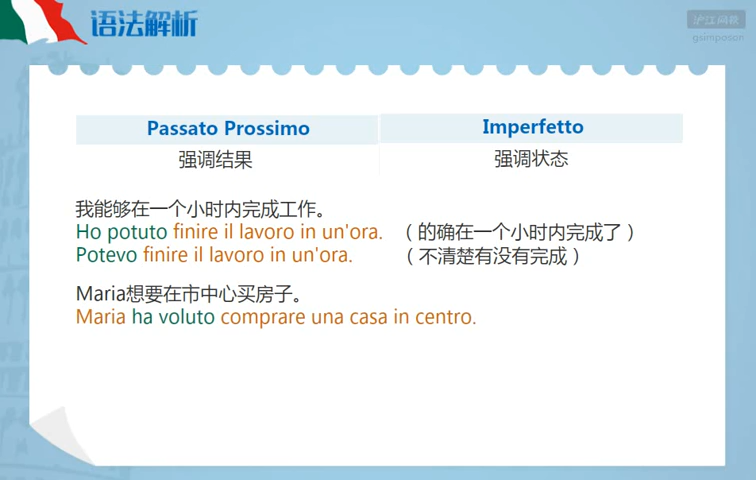 语法解析
沪江网校
gsimpason
Passato Prossimo
Imperfetto
强调结果
强调状态
我能够在一个小时内完成工作。
Ho potuto finire il lavoro in un'ora. （的确在一个小时内完成了）
Potevo finire il lavoro in un'ora. （不清楚有没有完成）
Maria想要在市中心买房子。
Maria ha voluto comprare una casa in centro.